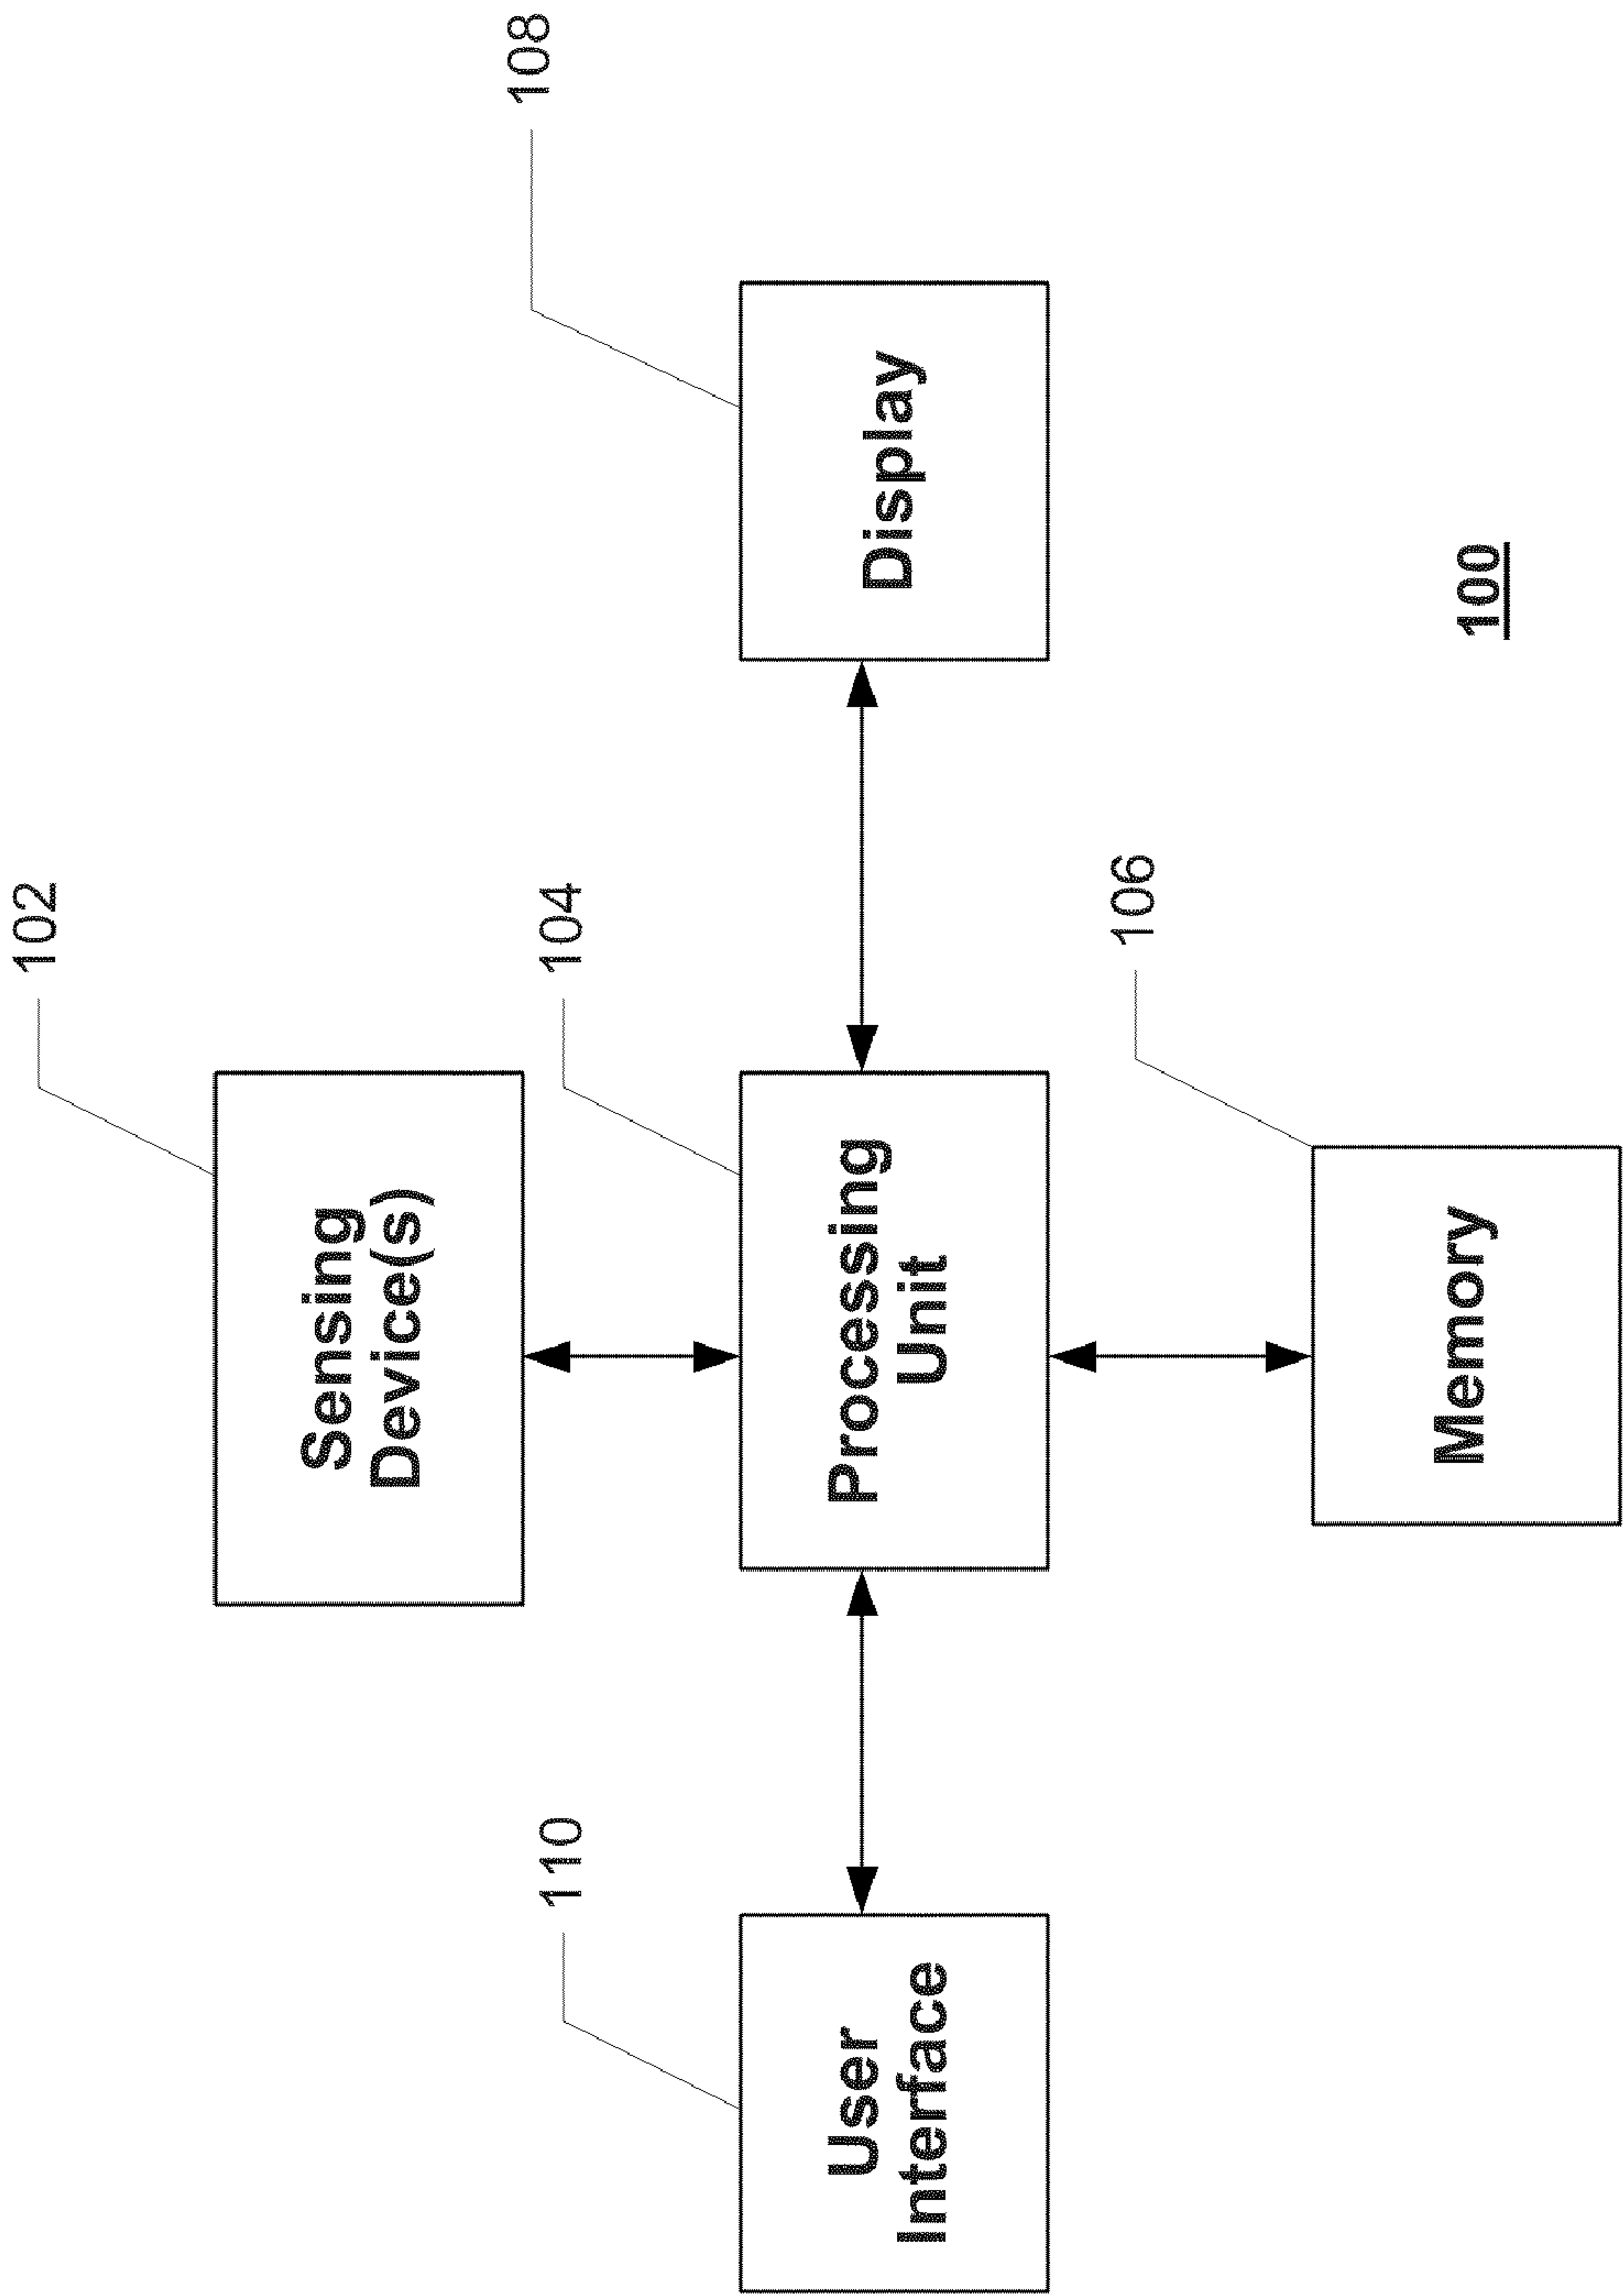 102
Sensing
Device(s)
110
User
Interface
104
Processing
Unit
108
Display
106
Memory
100